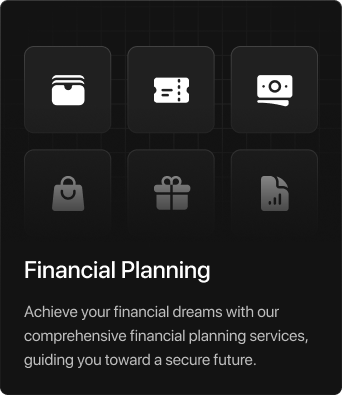 Financial Planning
Achieve your financial dreams with our
comprehensive financial planning services,
guiding you toward a secure future.